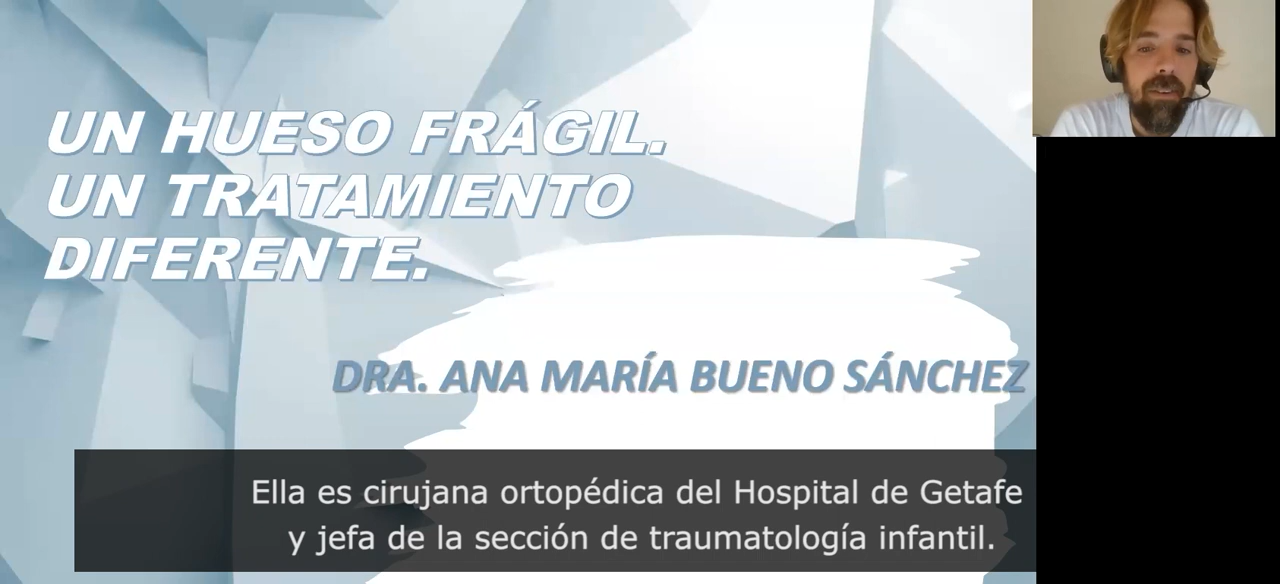 UN HUESO FRÁGIL.
UN TRATAMIENTO
DIFERENTE.
DRA. ANA MARÍA BUENO SÁNCHEZ
Ella es cirujana ortopédica del Hospital de Getafe
y jefa de la sección de traumatología infantil.